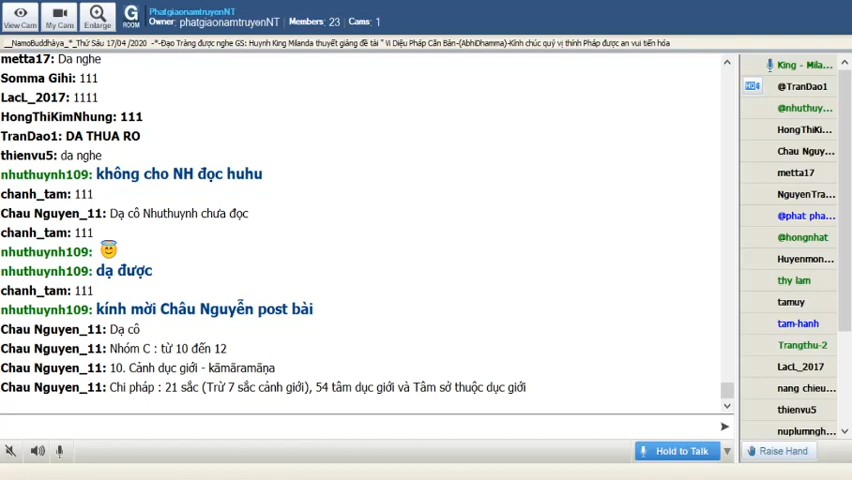 PhatgiaonamtruyenNT
Owner: phatgiaonamtruyenNT Members: 23 Cams: 1
View Cam My Cam Enlarge G ROOM
__NamoBuddhàya_*_Thứ Sáu 17/04 /2020 -*-Đạo Tràng được nghe GS: Huynh King Milanda thuyết giảng đề tài " Vi Diệu Pháp Căn Bản-(AbhiDhamma)-Kính chúc quý vị thính Pháp được an vui tiến hóa
metta17: Da nghe
Somma Gihi: 111
LacL_2017: 1111
HongThiKimNhung: 111
TranDao1: DA THUA RO
thienvu5: da nghe
nhuthuynh109: không cho NH đọc huhu
chanh_tam: 111
Chau Nguyen_11: Dạ cô Nhuthuynh chưa đọc
chanh_tam: 111
nhuthuynh109:
nhuthuynh109: dạ được
chanh_tam: 111
nhuthuynh109: kính mời Châu Nguyễn post bài
Chau Nguyen_11: Dạ cô
Chau Nguyen_11: Nhóm C : từ 10 đến 12
Chau Nguyen_11: 10. Cảnh dục giới - kāmāramaṇa
Chau Nguyen_11: Chi pháp : 21 sắc (Trừ 7 sắc cảnh giới), 54 tâm dục giới và Tâm sở thuộc dục giới
King - Mila...
@TranDao1
@nhuthuy...
HongThiKi...
Chau Nguy...
metta17
NguyenTra...
@phat pha...
@hongnhat
Huyenmon...
thy lam
tamuy
tam-hanh
Trangthu-2
LacL_2017
nang chieu...
thienvu5
nuplumngh...
Hold to Talk
Raise Hand